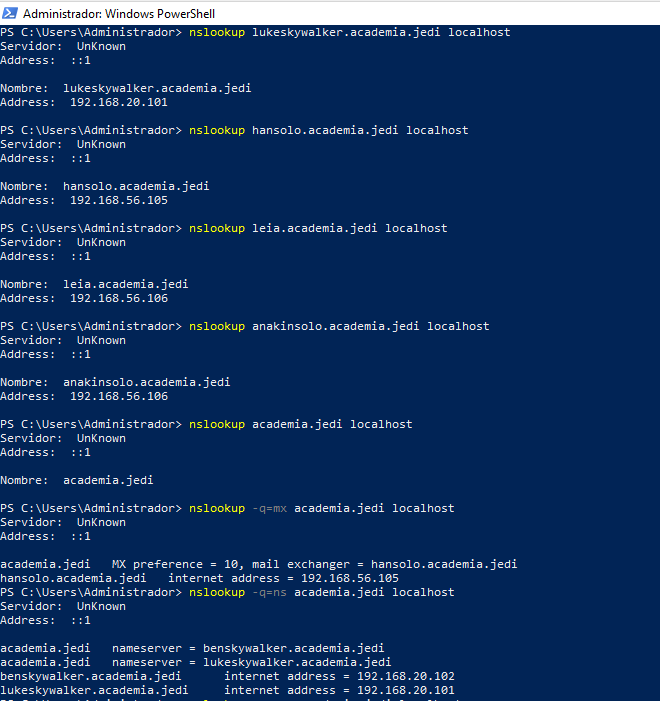 Administrador: Windows PowerShell
PS C:\Users\Administrador> nslookup lukeskywalker.academia.jedi localhost
Servidor:  UnKnown
Address:  ::1
Nombre:  lukeskywalker.academia.jedi
Address:  192.168.20.101
PS C:\Users\Administrador> nslookup hansolo.academia.jedi localhost
Servidor:  UnKnown
Address:  ::1
Nombre:  hansolo.academia.jedi
Address:  192.168.56.105
PS C:\Users\Administrador> nslookup leia.academia.jedi localhost
Servidor:  UnKnown
Address:  ::1
Nombre:  leia.academia.jedi
Address:  192.168.56.106
PS C:\Users\Administrador> nslookup anakinsolo.academia.jedi localhost
Servidor:  UnKnown
Address:  ::1
Nombre:  anakinsolo.academia.jedi
Address:  192.168.56.106
PS C:\Users\Administrador> nslookup academia.jedi localhost
Servidor:  UnKnown
Address:  ::1
Nombre:  academia.jedi
PS C:\Users\Administrador> nslookup -q=mx academia.jedi localhost
Servidor:  UnKnown
Address:  ::1
academia.jedi   MX preference = 10, mail exchanger = hansolo.academia.jedi
hansolo.academia.jedi   internet address = 192.168.56.105
PS C:\Users\Administrador> nslookup -q=ns academia.jedi localhost
Servidor:  UnKnown
Address:  ::1
academia.jedi   nameserver = benskywalker.academia.jedi
academia.jedi   nameserver = lukeskywalker.academia.jedi
benskywalker.academia.jedi      internet address = 192.168.20.102
lukeskywalker.academia.jedi     internet address = 192.168.20.101